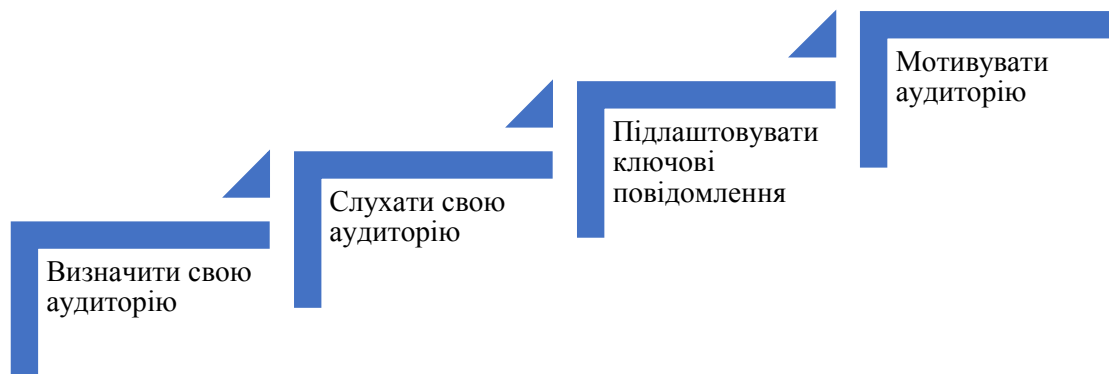 Визначити свою
аудиторію
Слухати свою
аудиторію
Підлаштовувати
ключові
повідомлення
Мотивувати
аудиторію